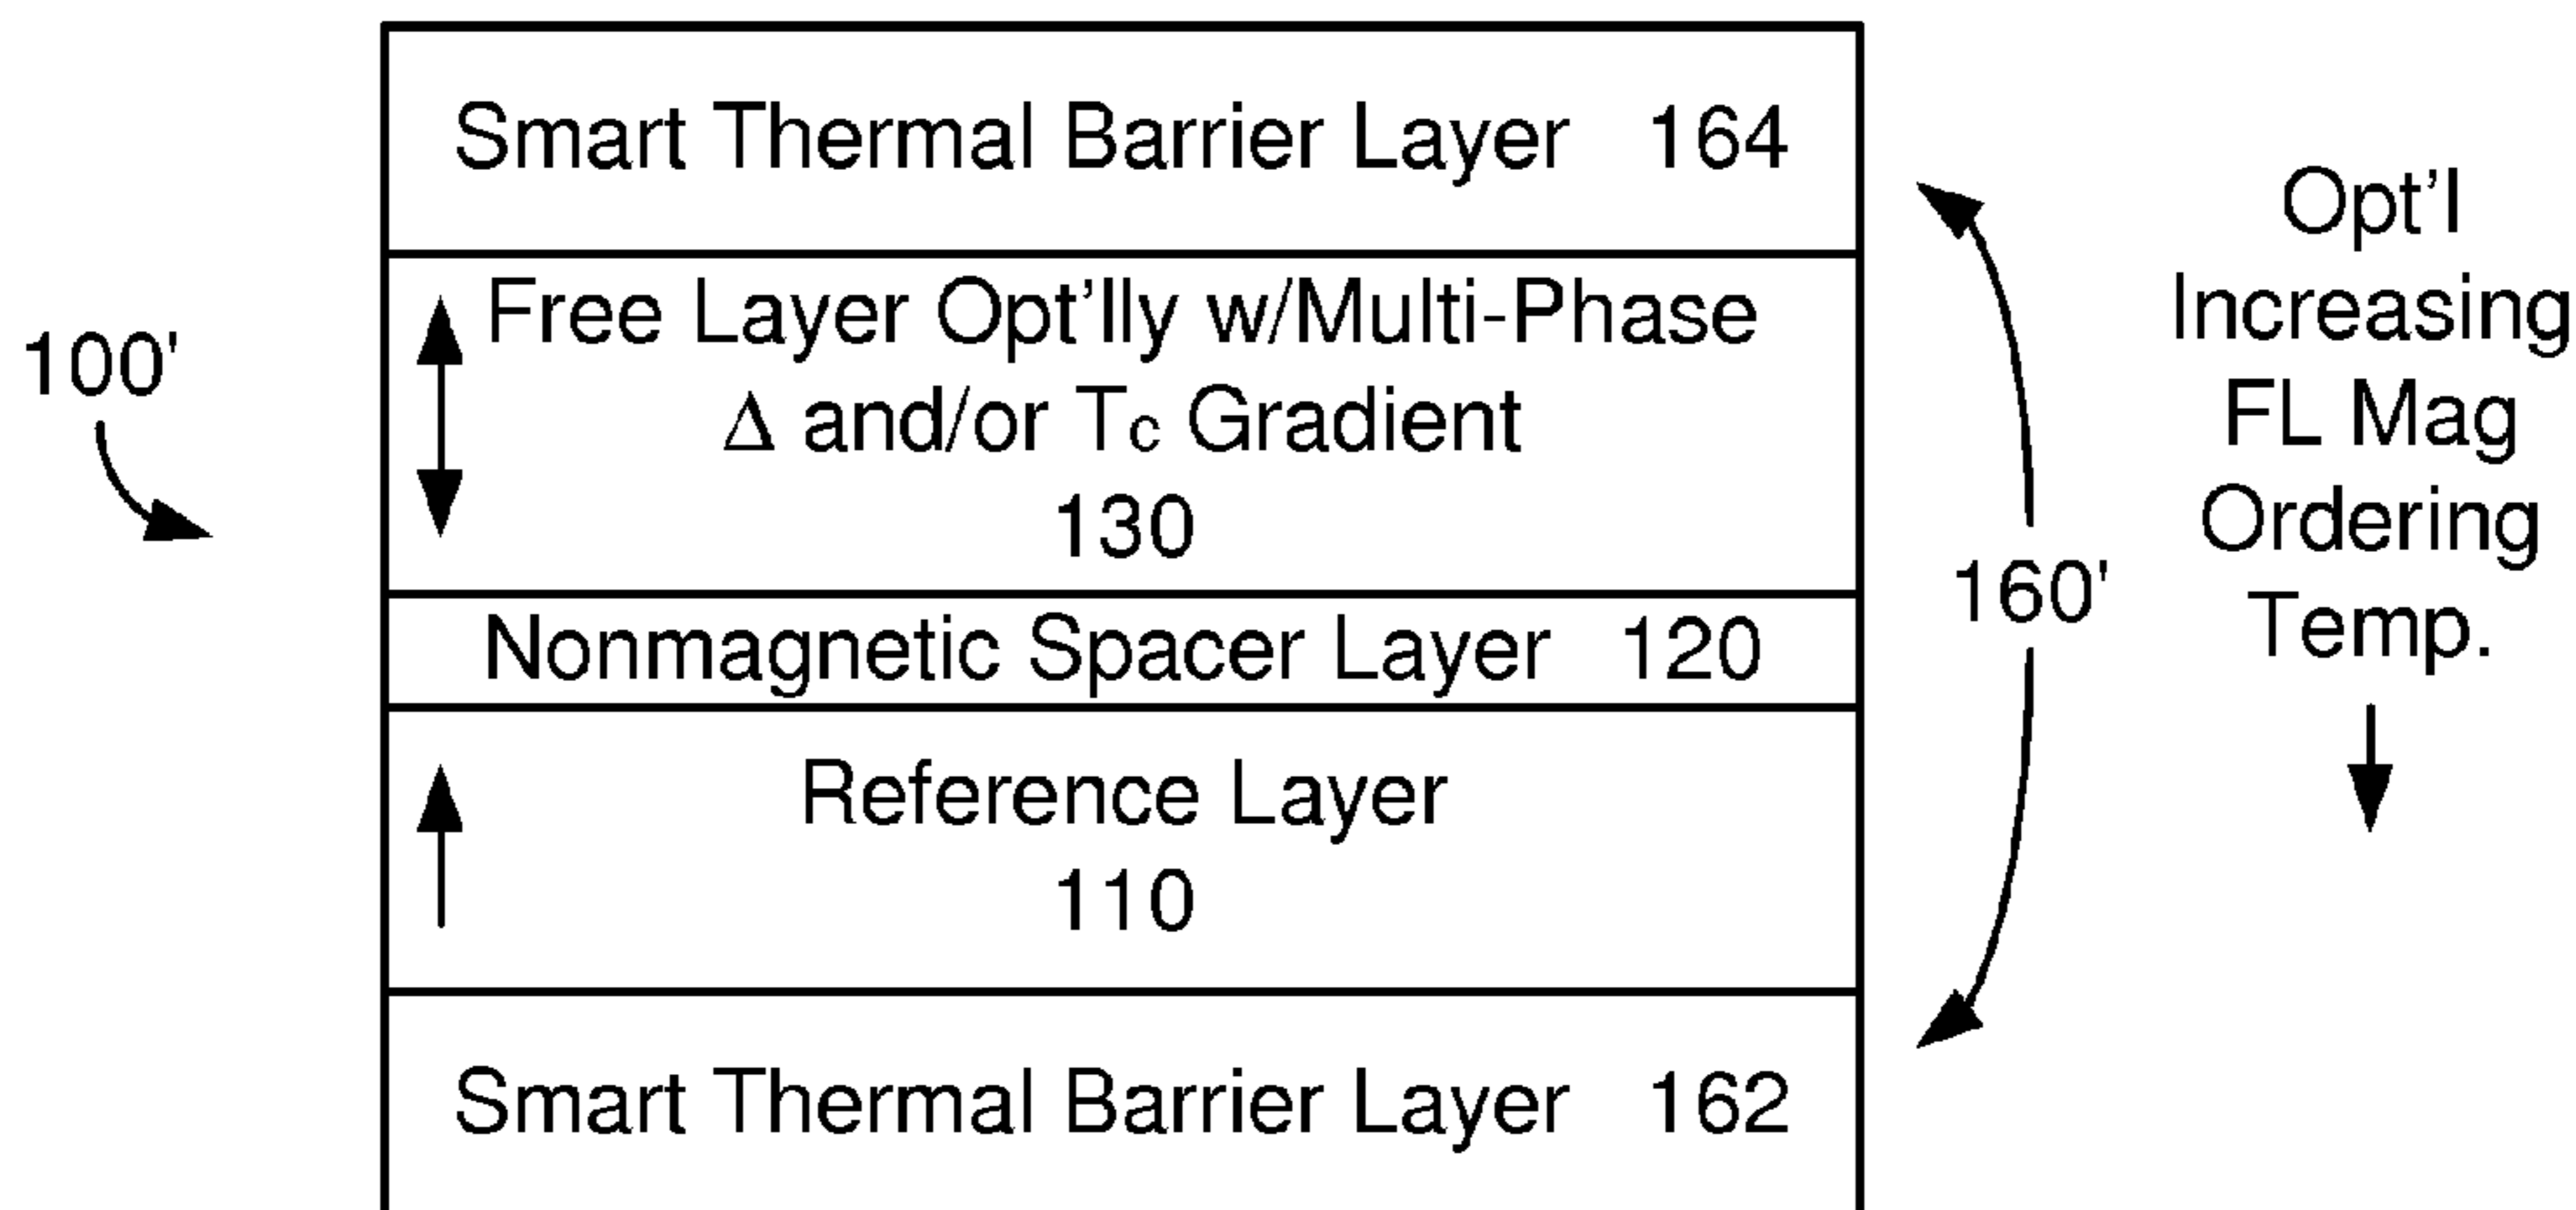 Smart Thermal Barrier Layer 164
Free Layer Opt'lly w/Multi-Phase
Δ and/or Tc Gradient
130
Nonmagnetic Spacer Layer 120
Reference Layer
110
Smart Thermal Barrier Layer 162
100'
160'
Opt'l
Increasing
FL Mag
Ordering
Temp.